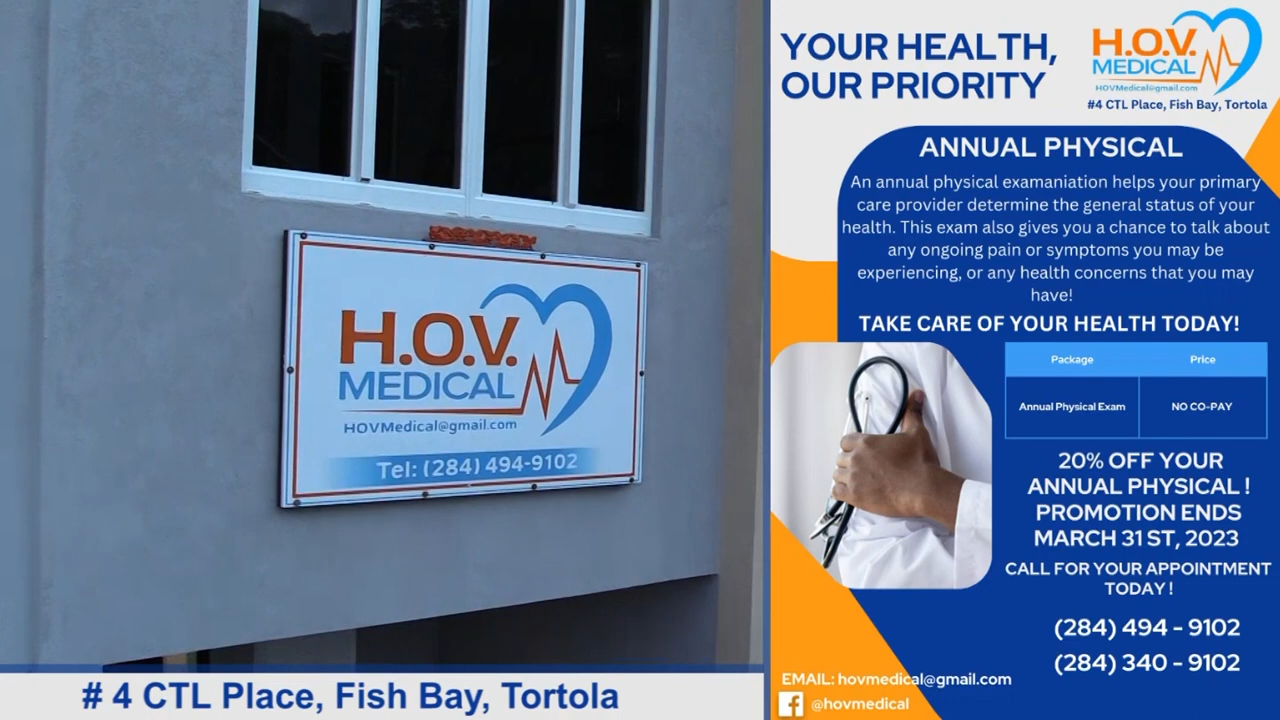 H.O.V.
MEDICAL
HOVMedical@gmail.com
Tel: (284) 494-9102
# 4 CTL Place, Fish Bay, Tortola
YOUR HEALTH,
OUR PRIORITY
H.O.V.
MEDICAL
HOVMedical@gmail.com
#4 CTL Place, Fish Bay, Tortola
ANNUAL PHYSICAL
An annual physical examaniation helps your primary
care provider determine the general status of your
health. This exam also gives you a chance to talk about
any ongoing pain or symptoms you may be
experiencing, or any health concerns that you may
have!
TAKE CARE OF YOUR HEALTH TODAY!
Package Price
Annual Physical Exam NO CO-PAY
20% OFF YOUR
ANNUAL PHYSICAL !
PROMOTION ENDS
MARCH 31 ST, 2023
CALL FOR YOUR APPOINTMENT
TODAY !
(284) 494 - 9102
(284) 340 - 9102
EMAIL: hovmedical@gmail.com
@hovmedical